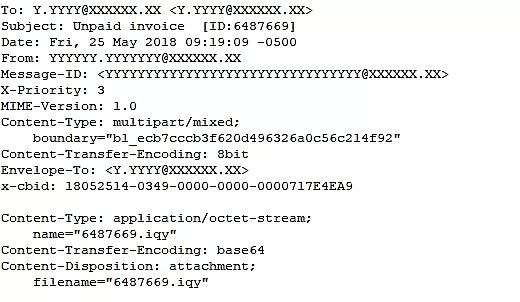 To: Y.YYYY@XXXXXX.XX <Y.YYYY@XXXXXX.XX>
Subject: Unpaid invoice  [ID:6487669]
Date: Fri, 25 May 2018 09:19:09 -0500
From: YYYYYY.YYYYYYY@XXXXXX.XX
Message-ID: <YYYYYYYYYYYYYYYYYYYYYYYYYYYYYYYYYY@XXXXXX.XX>
X-Priority: 3
MIME-Version: 1.0
Content-Type: multipart/mixed;
    boundary="b1_ecb7cccb3f620d496326a0c56c214f92"
Content-Transfer-Encoding: 8bit
Envelope-To: <Y.YYYY@XXXXXX.XX>
x-cbid: 18052514-0349-0000-0000-0000717E4EA9

Content-Type: application/octet-stream;
    name="6487669.iqy"
Content-Transfer-Encoding: base64
Content-Disposition: attachment;
    filename="6487669.iqy"